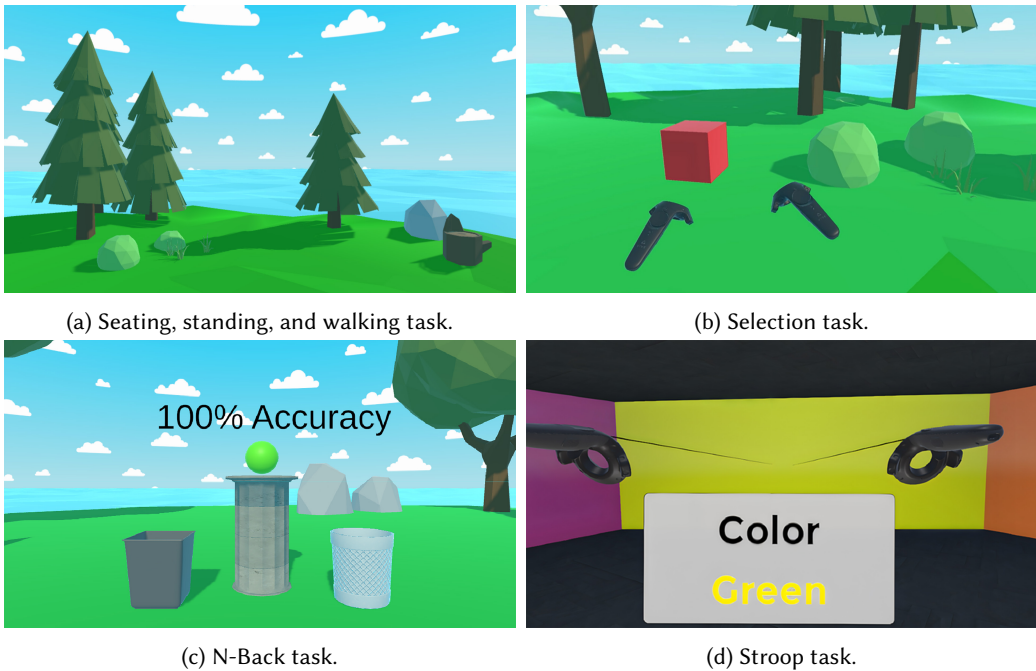 (a) Seating, standing, and walking task.
(b) Selection task.
100% Accuracy
Color
Green
(c) N-Back task.
(d) Stroop task.